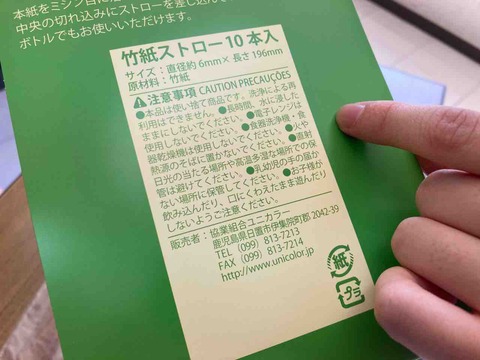 本紙をミシン目に
中央の切れ込みにストローを差し込ん
ボトルでもお使いいただけます。
竹紙ストロー10本入
サイズ：直径約6mm×長さ196mm
原材料：竹紙
⚠注意事項 CAUTION PRECAUÇÕES
●本品は使い捨て商品です。洗浄による再
利用はできません。●長時間、水に浸した
ままにしないでください。●電子レンジは
使用しないでください。●食器洗浄機・食
器乾燥機は使用しないでください。●火や
熱源のそばに置かないでください。●直射
日光の当たる場所や高温多湿な場所での保
管は避けてください。●乳幼児の手の届か
ない場所に保管してください。●お子様が
飲み込んだり、口にくわえたまま遊んだり
しないようご注意ください。
販売者：協業組合ユニカラー
鹿児島県日置市伊集院町郡 2042-39
TEL (099) 813-7213
FAX (099) 813-7214
http://www.unicolor.jp
紙
プラ